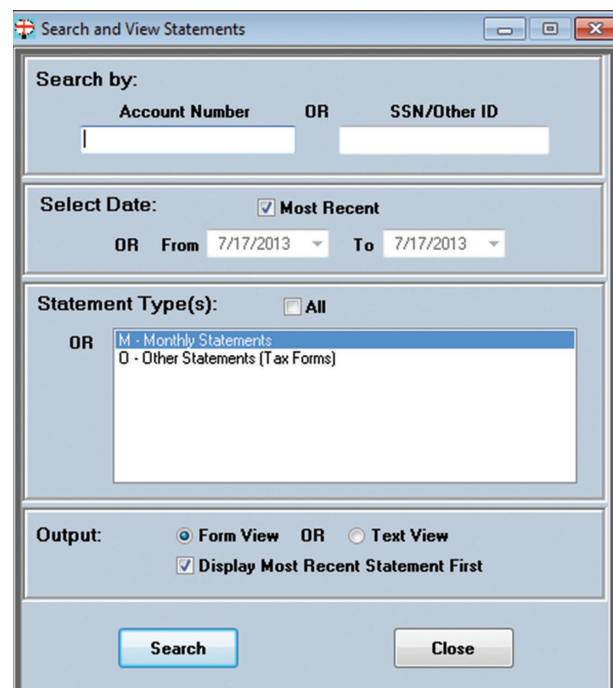 Search and View Statements
Search by:
Account Number OR SSN/Other ID
Select Date: Most Recent
OR From 7/17/2013 To 7/17/2013
Statement Type(s): All
OR M - Monthly Statements
O - Other Statements (Tax Forms)
Output: Form View OR Text View
Display Most Recent Statement First
Search Close